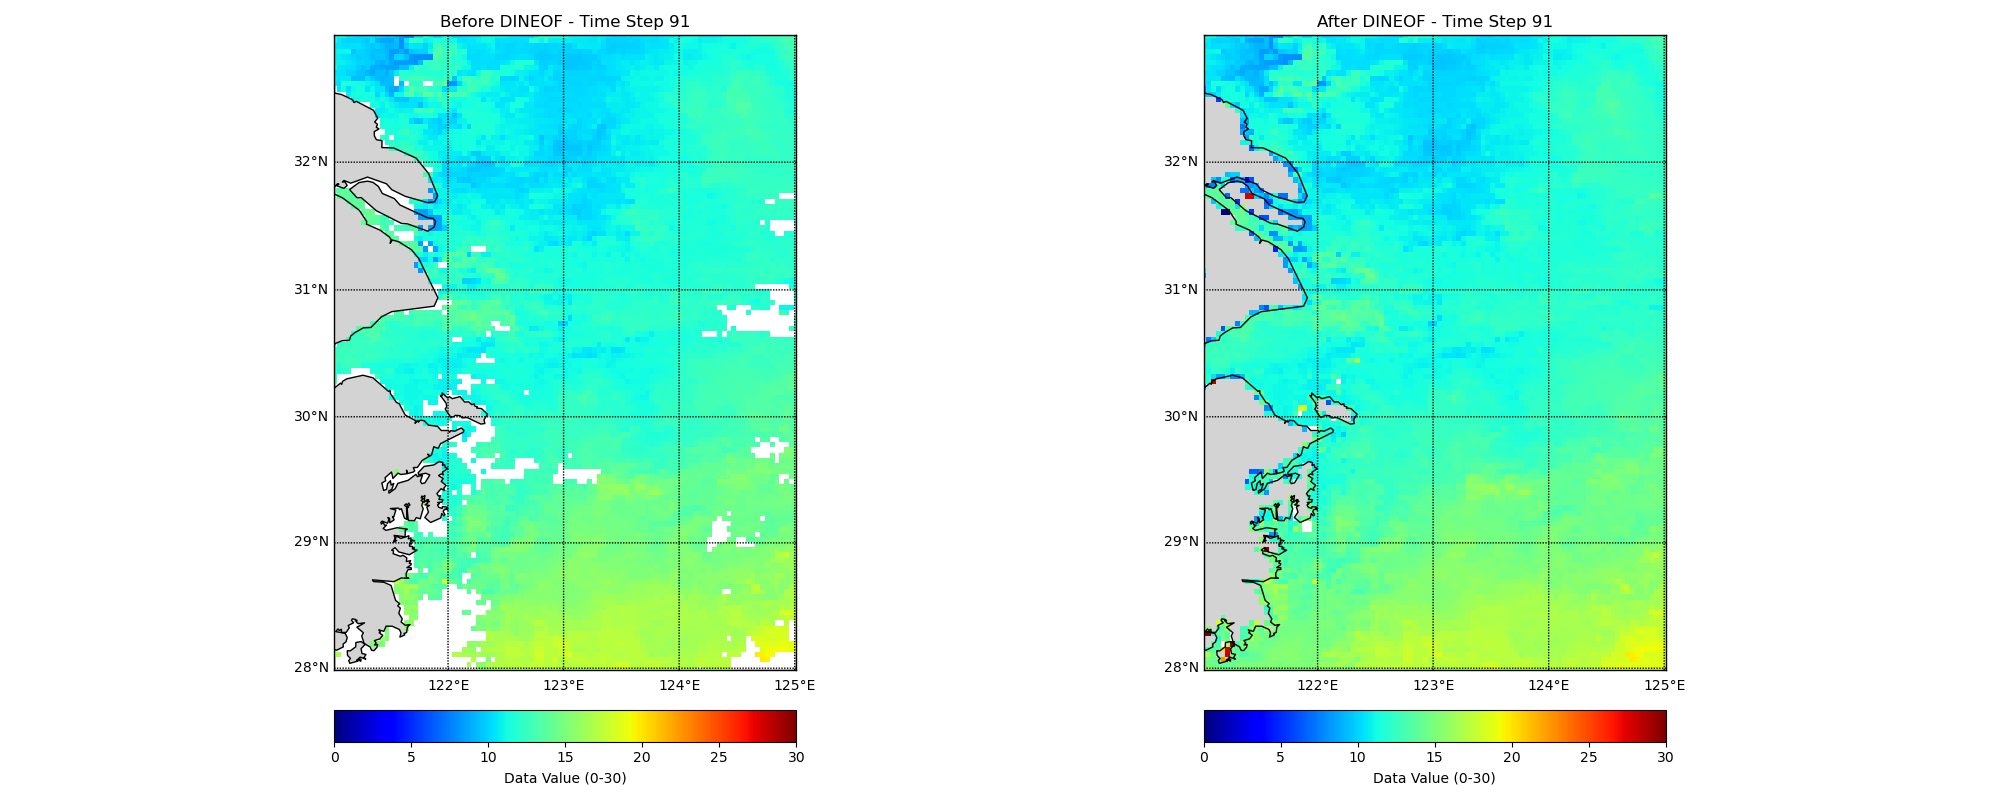 Before DINEOF - Time Step 91
32°N
31°N
30°N
29°N
28°N
122°E 123°E 124°E 125°E
0 5 10 15 20 25 30
Data Value (0-30)
After DINEOF - Time Step 91
32°N
31°N
30°N
29°N
28°N
122°E 123°E 124°E 125°E
0 5 10 15 20 25 30
Data Value (0-30)